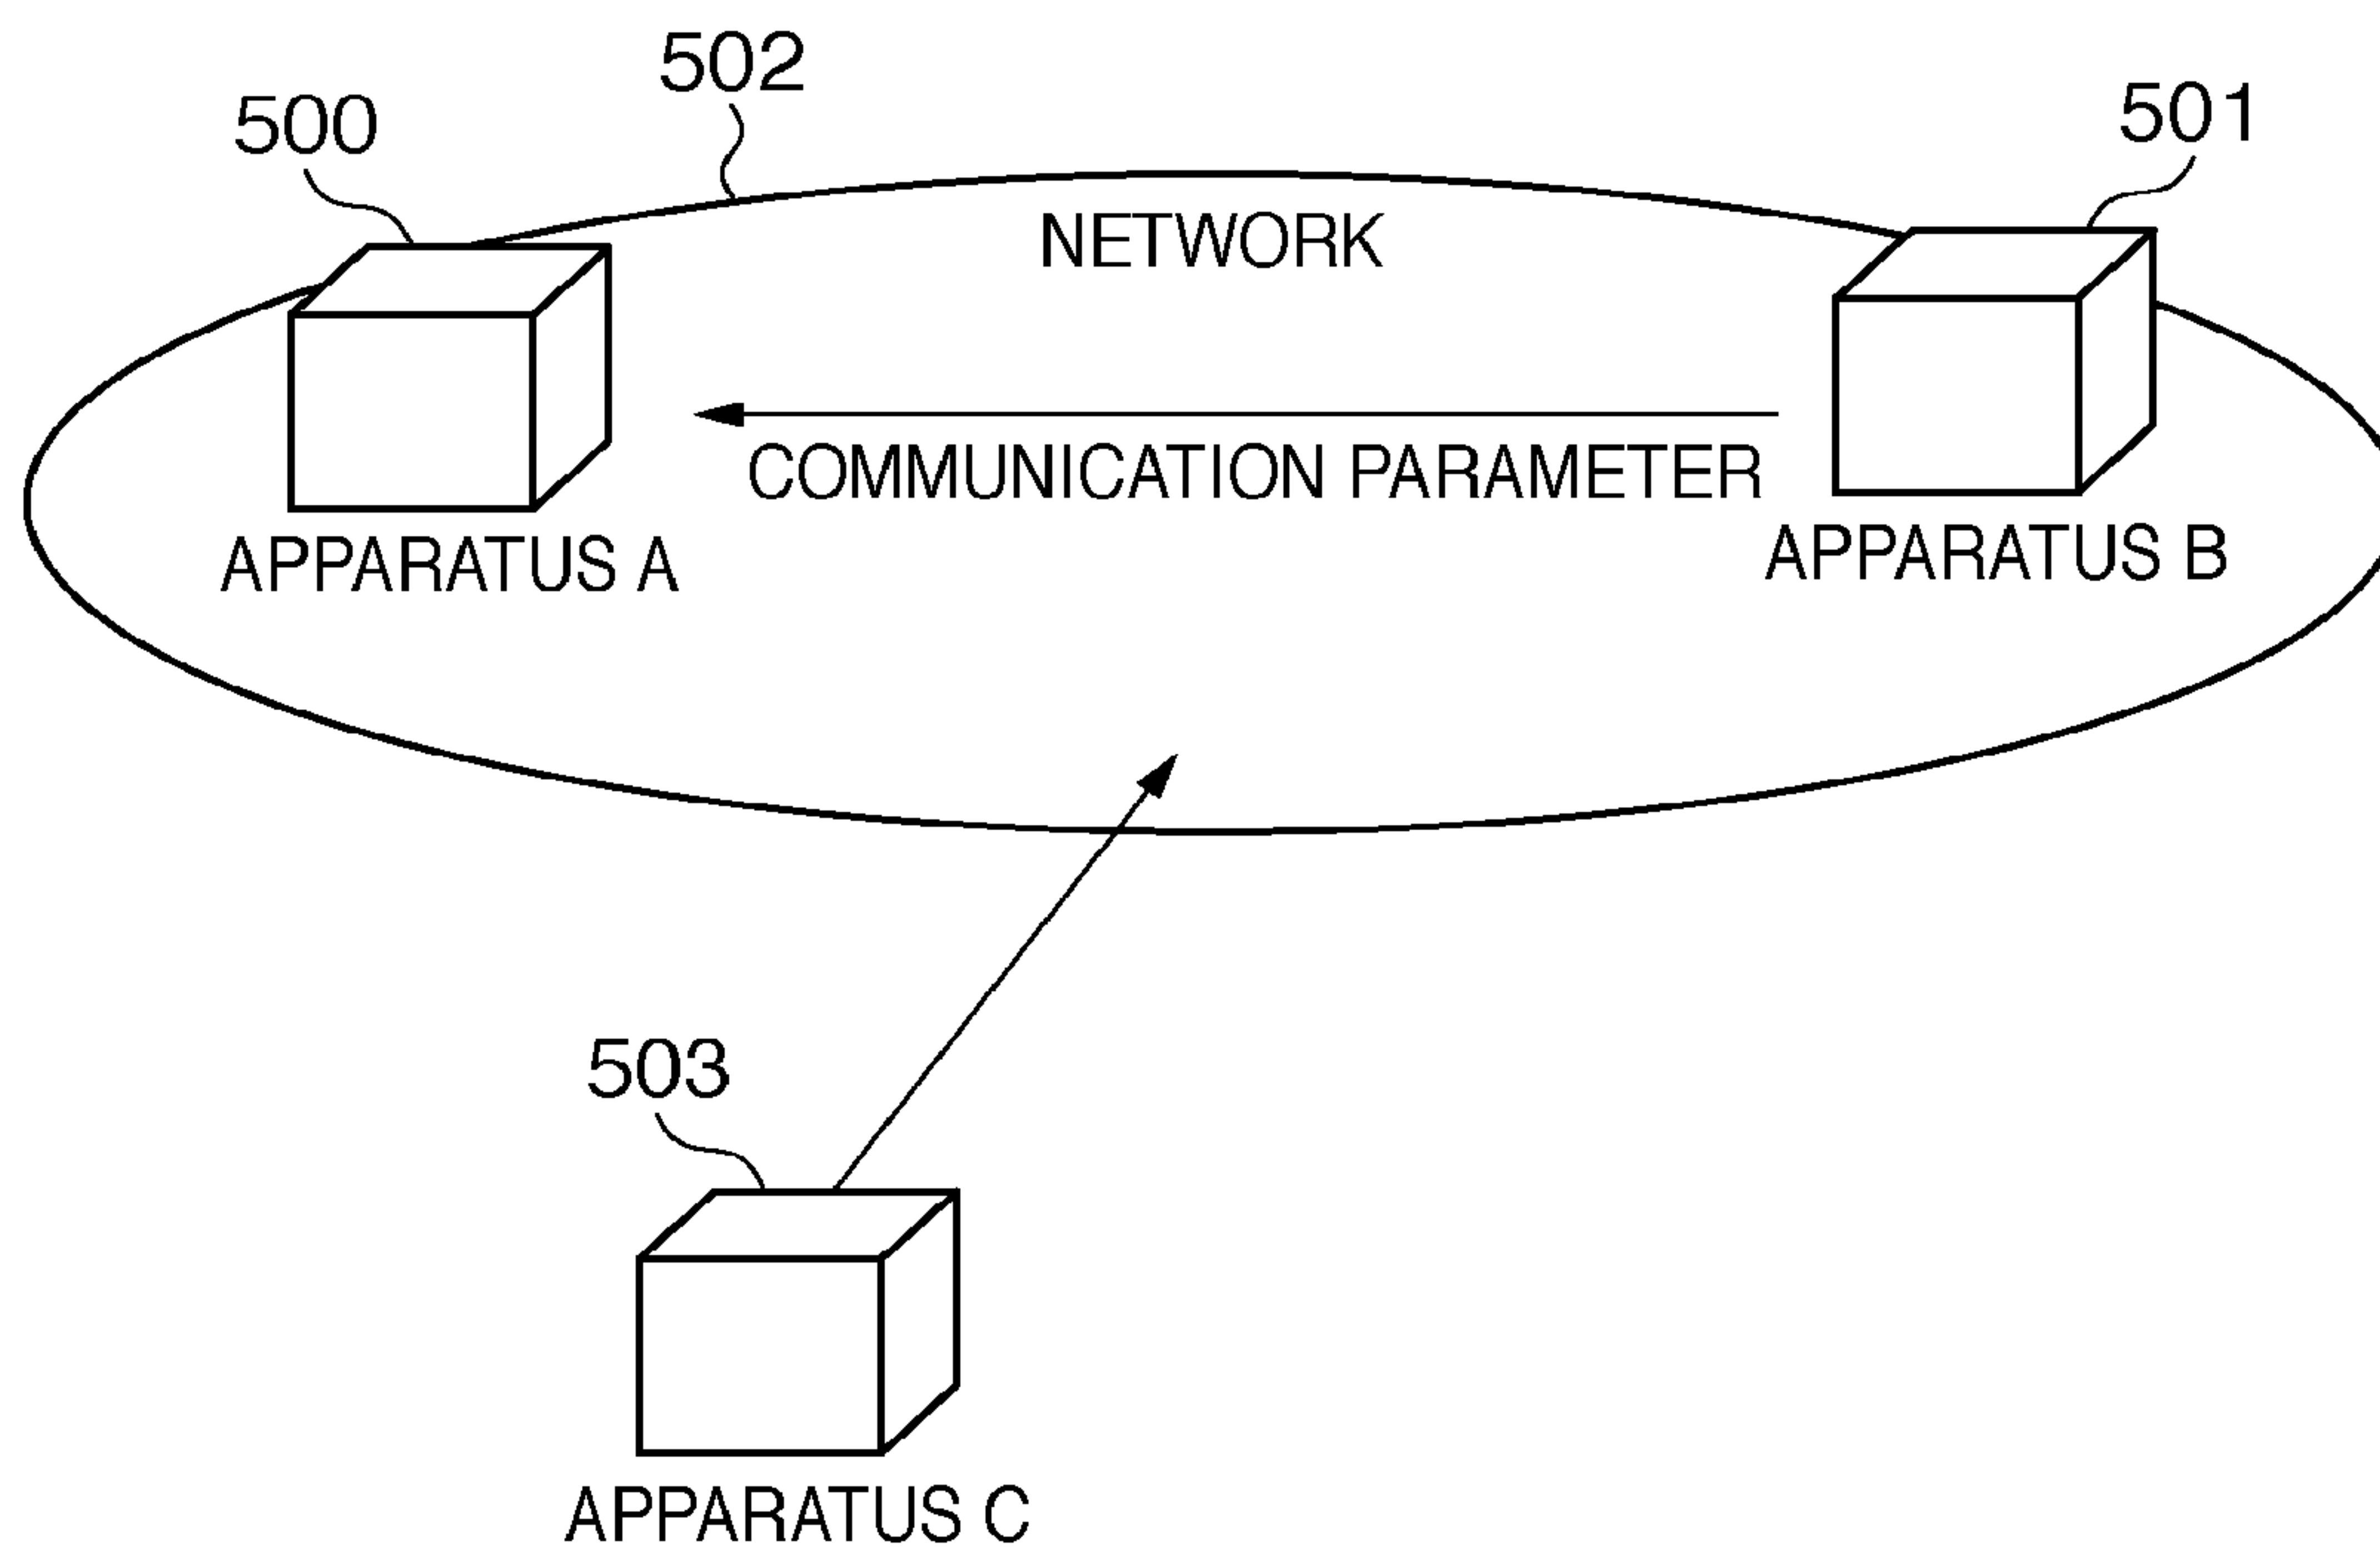 502
500
501
NETWORK
COMMUNICATION PARAMETER
APPARATUS A
APPARATUS B
503
APPARATUS C